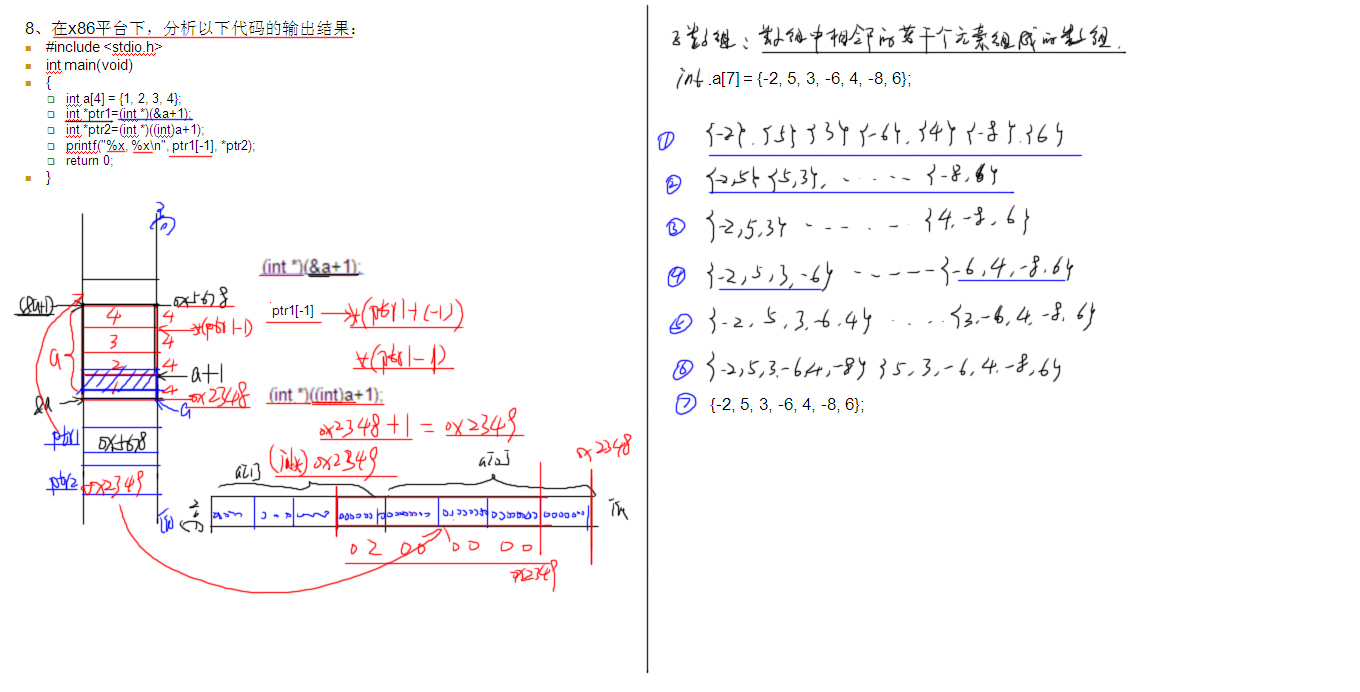 8、在x86平台下，分析以下代码的输出结果：
#include <stdio.h>
int main(void)
{
int a[4] = {1, 2, 3, 4};
int *ptr1=(int *)(&a+1);
int *ptr2=(int *)((int)a+1);
printf("%x, %x\n", ptr1[-1], *ptr2);
return 0;
}
高
(int *)(&a+1);
(&a+1)
0x5678
ptr1[-1]
*(ptr1+(-1))
4
4
*(ptr1-1)
3
4
a
*(ptr1-1)
2
4
a+1
1
4
0x2348
(int *)((int)a+1);
&a
a
0x2348+1 = 0x2349
ptr1
0x5678
(int*)0x2349
a[1]
a[0]
0x2348
ptr2
0x2349
低
高
低
02 00 00 00
0x2349
子数组：数组中相邻的若干个元素组成的数组.
int a[7] = {-2, 5, 3, -6, 4, -8, 6};
① {-2}.{5}{3}{-6}.{4}{-8}.{6}
② {-2,5}{5,3}, ...... {-8,6}
③ {-2,5,3} ...... {4,-8,6}
④ {-2,5,3,-6} ------{-6,4,-8,6}
⑤ {-2,5,3,-6,4} .....{3,-6,4,-8,6}
⑥ {-2,5,3,-6,4,-8} {5,3,-6,4,-8,6}
⑦ {-2, 5, 3, -6, 4, -8, 6};